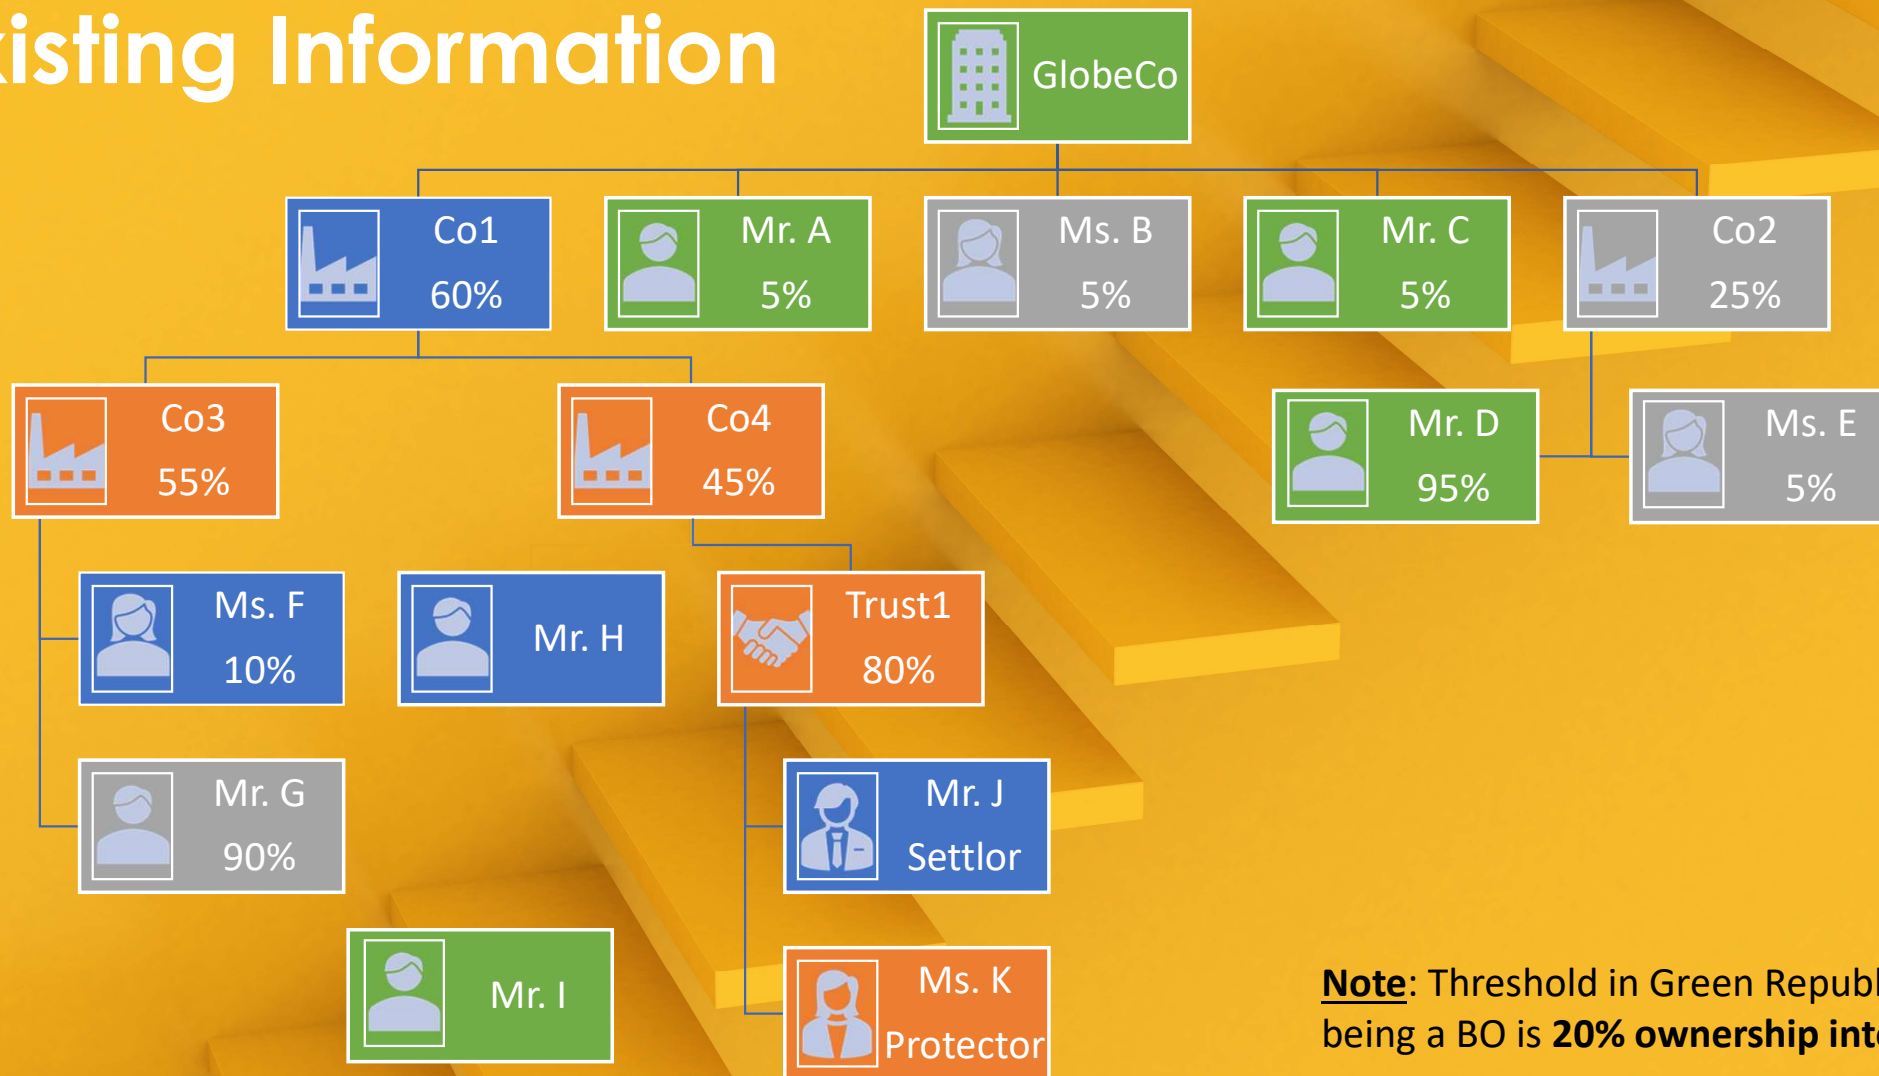 xisting Information
GlobeCo
Co1
60%
Mr. A
5%
Ms. B
5%
Mr. C
5%
Co2
25%
Co3
55%
Co4
45%
Mr. D
95%
Ms. E
5%
Ms. F
10%
Mr. H
Trust1
80%
Mr. G
90%
Mr. J
Settlor
Mr. I
Ms. K
Protector
Note: Threshold in Green Republ
being a BO is 20% ownership inte